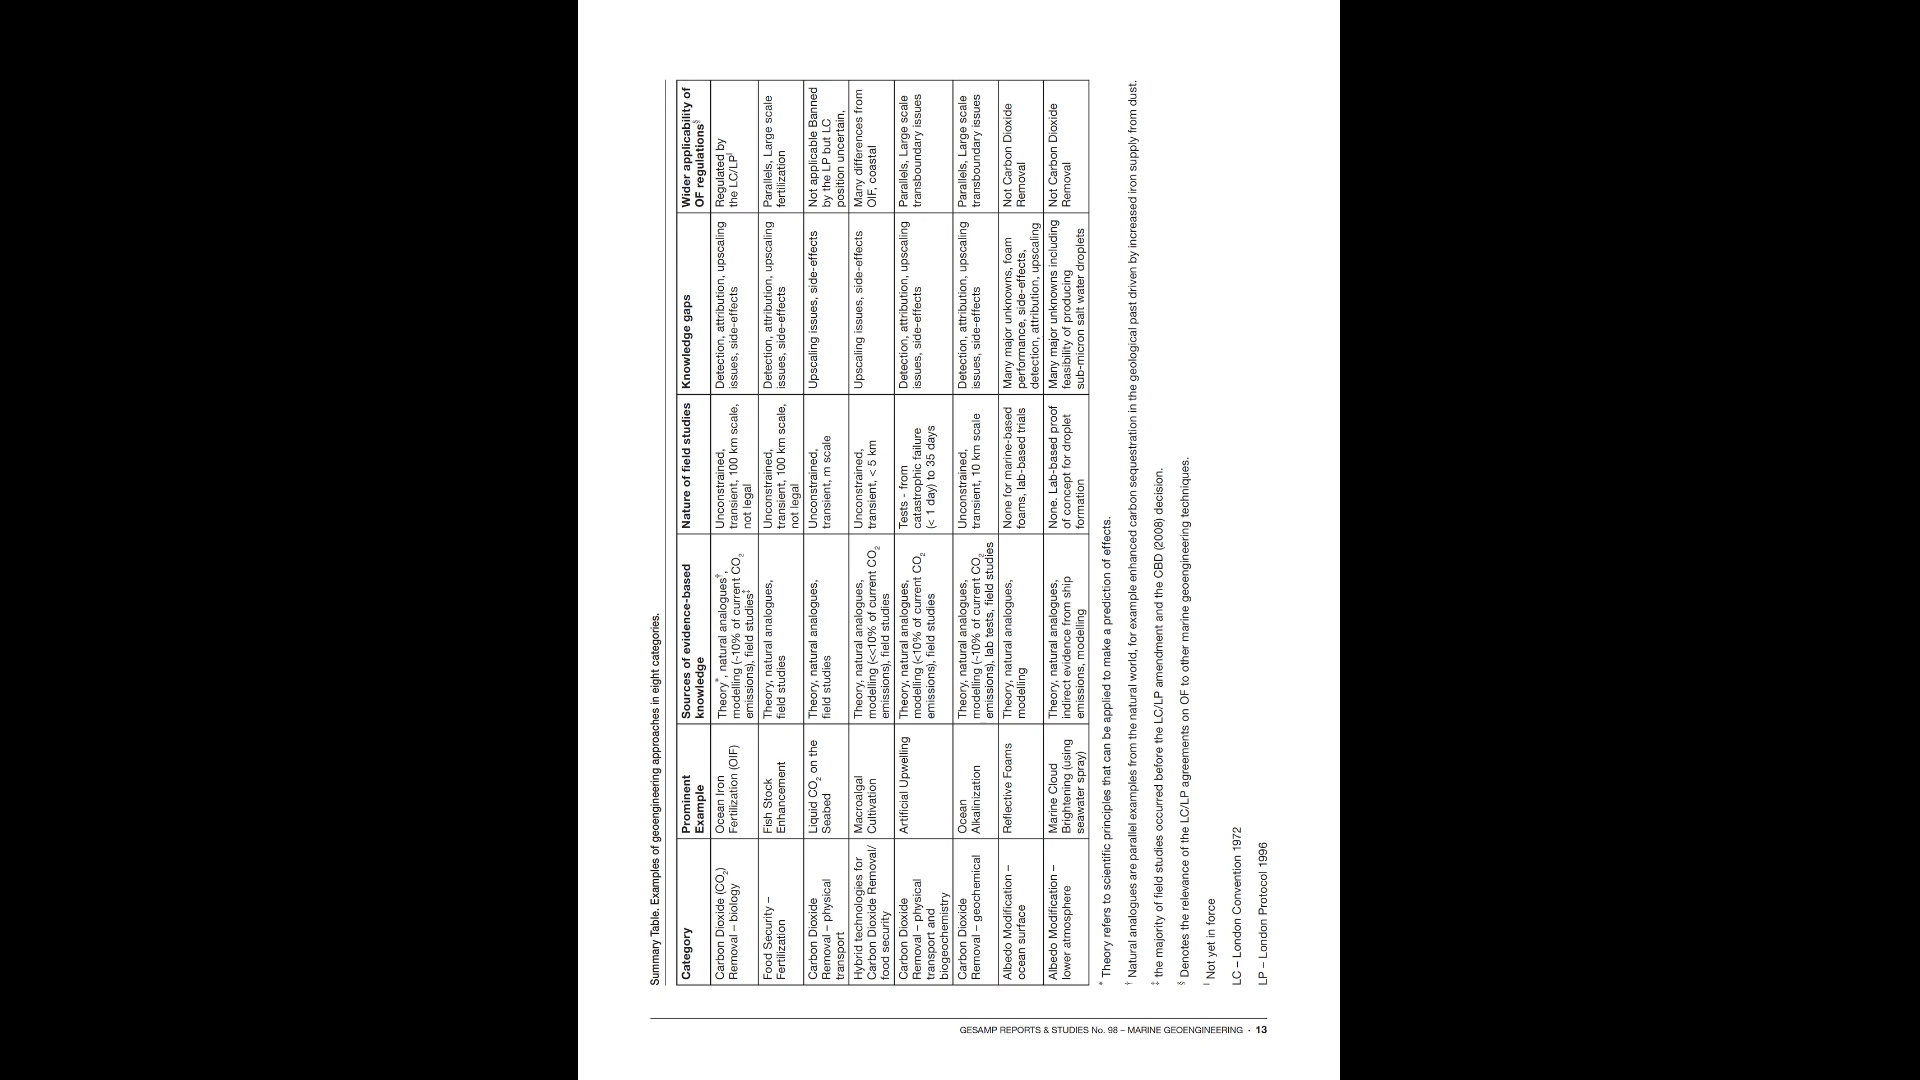 Summary Table. Examples of geoengineering approaches in eight categories.
Category
Prominent
Example
Sources of evidence-based
knowledge
Nature of field studies
Knowledge gaps
Wider applicability of
OF regulations§
Carbon Dioxide (CO2)
Removal – biology
Ocean Iron
Fertilization (OIF)
Theory*, natural analogues†,
modelling (~10% of current CO2
emissions), field studies‡
Unconstrained,
transient, 100 km scale,
not legal
Detection, attribution, upscaling
issues, side-effects
Regulated by
the LC/LP|
Food Security –
Fertilization
Fish Stock
Enhancement
Theory, natural analogues,
field studies
Unconstrained,
transient, 100 km scale,
not legal
Detection, attribution, upscaling
issues, side-effects
Parallels, Large scale
fertilization
Carbon Dioxide
Removal – physical
transport
Liquid CO2 on the
Seabed
Theory, natural analogues,
field studies
Unconstrained,
transient, m scale
Upscaling issues, side-effects
Not applicable Banned
by the LP but LC
position uncertain,
Hybrid technologies for
Carbon Dioxide Removal/
food security
Macroalgal
Cultivation
Theory, natural analogues,
modelling (<<10% of current CO2
emissions), field studies
Unconstrained,
transient, < 5 km
Upscaling issues, side-effects
Many differences from
OIF, coastal
Carbon Dioxide
Removal – physical
transport and
biogeochemistry
Artificial Upwelling
Theory, natural analogues,
modelling (<10% of current CO2
emissions), field studies
Tests - from
catastrophic failure
(< 1 day) to 35 days
Detection, attribution, upscaling
issues, side-effects
Parallels, Large scale
transboundary issues
Carbon Dioxide
Removal – geochemical
Ocean
Alkalinization
Theory, natural analogues,
modelling (~10% of current CO2
emissions), lab tests, field studies
Unconstrained,
transient, 10 km scale
Detection, attribution, upscaling
issues, side-effects
Parallels, Large scale
transboundary issues
Albedo Modification –
ocean surface
Reflective Foams
Theory, natural analogues,
modelling
None for marine-based
foams, lab-based trials
Many major unknowns, foam
performance, side-effects,
detection, attribution, upscaling
Not Carbon Dioxide
Removal
Albedo Modification –
lower atmosphere
Marine Cloud
Brightening (using
seawater spray)
Theory, natural analogues,
indirect evidence from ship
emissions, modelling
None. Lab-based proof
of concept for droplet
formation
Many major unknowns including
feasibility of producing
sub-micron salt water droplets
Not Carbon Dioxide
Removal
* Theory refers to scientific principles that can be applied to make a prediction of effects.
† Natural analogues are parallel examples from the natural world, for example enhanced carbon sequestration in the geological past driven by increased iron supply from dust.
‡ the majority of field studies occurred before the LC/LP amendment and the CBD (2008) decision.
§ Denotes the relevance of the LC/LP agreements on OF to other marine geoengineering techniques.
| Not yet in force
LC – London Convention 1972
LP – London Protocol 1996
GESAMP REPORTS & STUDIES No. 98 – MARINE GEOENGINEERING · 13